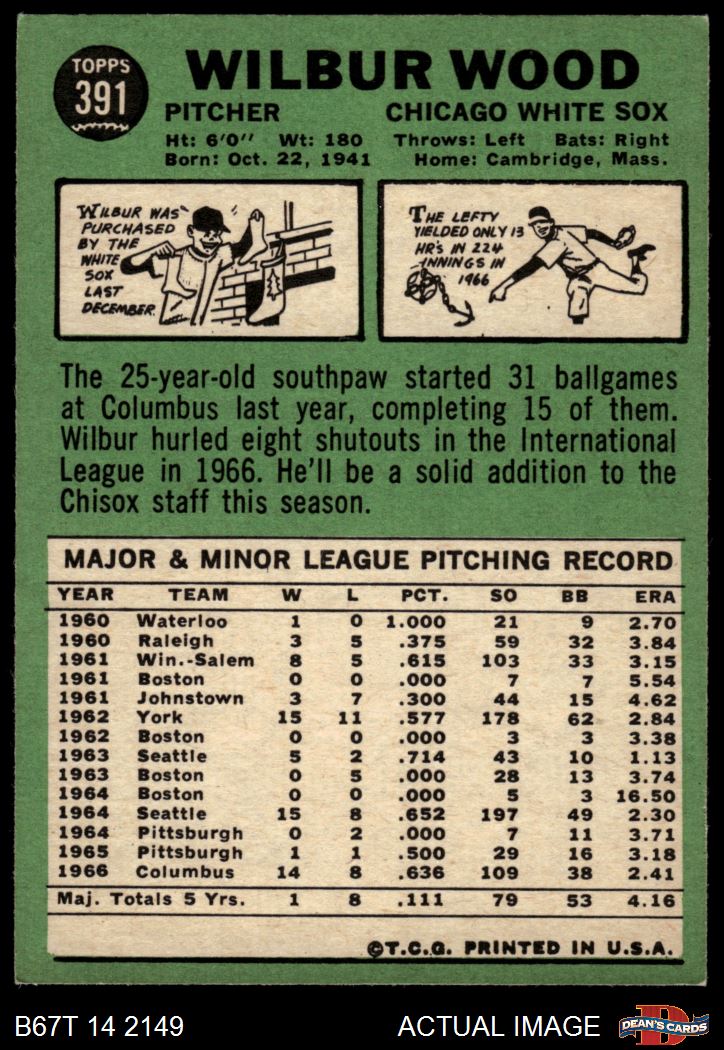 TOPPS
391
WILBUR WOOD
PITCHER CHICAGO WHITE SOX
Ht: 6'0" Wt: 180 Throws: Left Bats: Right
Born: Oct. 22, 1941 Home: Cambridge, Mass.
WILBUR WAS
PURCHASED
BY THE
WHITE
SOX
LAST
DECEMBER.
THE LEFTY
YIELDED ONLY 13
HR's IN 224
INNINGS IN
1966
The 25-year-old southpaw started 31 ballgames
at Columbus last year, completing 15 of them.
Wilbur hurled eight shutouts in the International
League in 1966. He'll be a solid addition to the
Chisox staff this season.
MAJOR & MINOR LEAGUE PITCHING RECORD
YEAR TEAM W L PCT. SO BB ERA
1960 Waterloo 1 0 1.000 21 9 2.70
1960 Raleigh 3 5 .375 59 32 3.84
1961 Win.-Salem 8 5 .615 103 33 3.15
1961 Boston 0 0 .000 7 7 5.54
1961 Johnstown 3 7 .300 44 15 4.62
1962 York 15 11 .577 178 62 2.84
1962 Boston 0 0 .000 3 3 3.38
1963 Seattle 5 2 .714 43 10 1.13
1963 Boston 0 5 .000 28 13 3.74
1964 Boston 0 0 .000 5 3 16.50
1964 Seattle 15 8 .652 197 49 2.30
1964 Pittsburgh 0 2 .000 7 11 3.71
1965 Pittsburgh 1 1 .500 29 16 3.18
1966 Columbus 14 8 .636 109 38 2.41
Maj. Totals 5 Yrs. 1 8 .111 79 53 4.16
©T.C.G. PRINTED IN U.S.A.
B67T 14 2149 ACTUAL IMAGE
D
DEAN'S CARDS